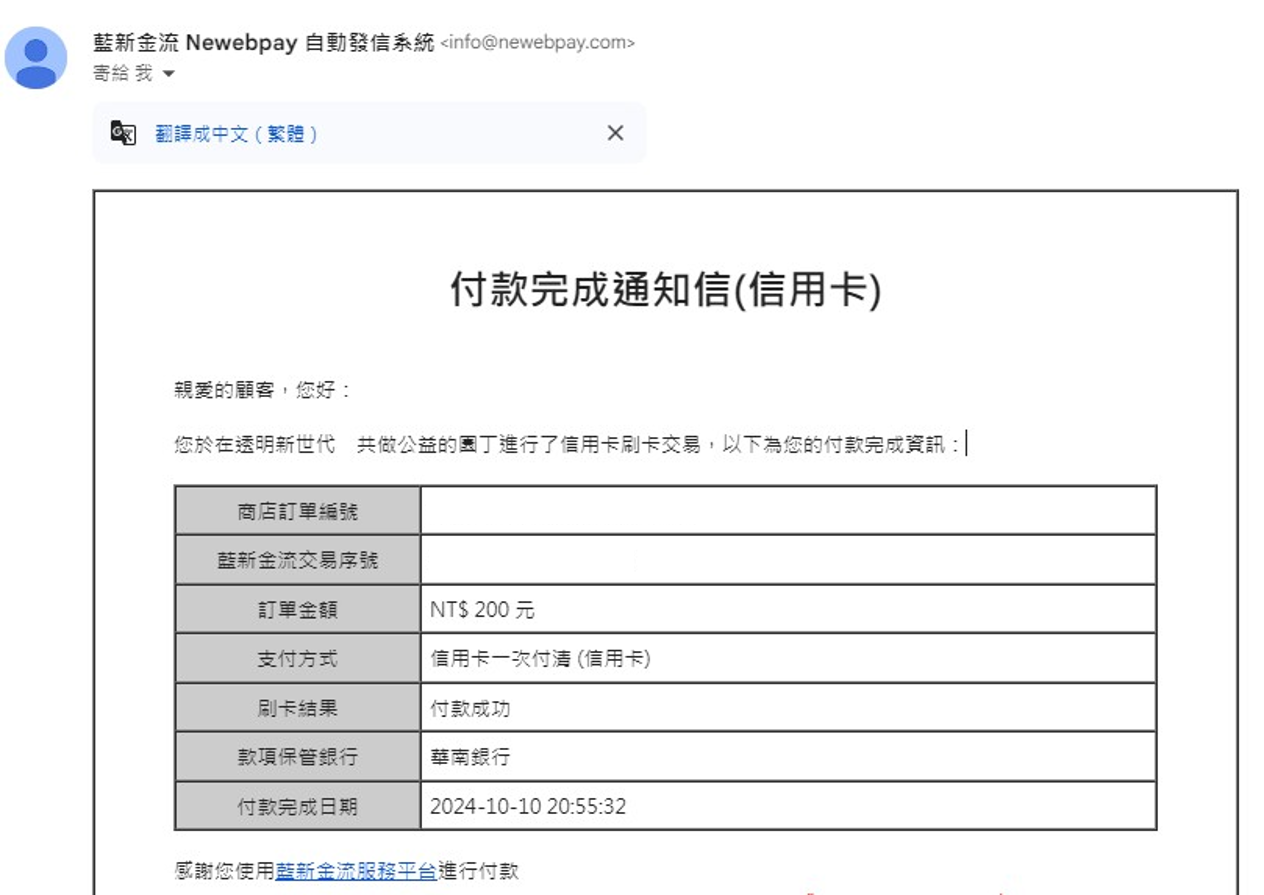 藍新金流 Newebpay 自動發信系統 <info@newebpay.com>
寄給 我
翻譯成中文 ( 繁體 )
付款完成通知信(信用卡)
親愛的顧客，您好：
您於在透明新世代　共做公益的園丁進行了信用卡刷卡交易，以下為您的付款完成資訊：
商店訂單編號
藍新金流交易序號
訂單金額 NT$ 200 元
支付方式 信用卡一次付清 (信用卡)
刷卡結果 付款成功
款項保管銀行 華南銀行
付款完成日期 2024-10-10 20:55:32
感謝您使用藍新金流服務平台進行付款